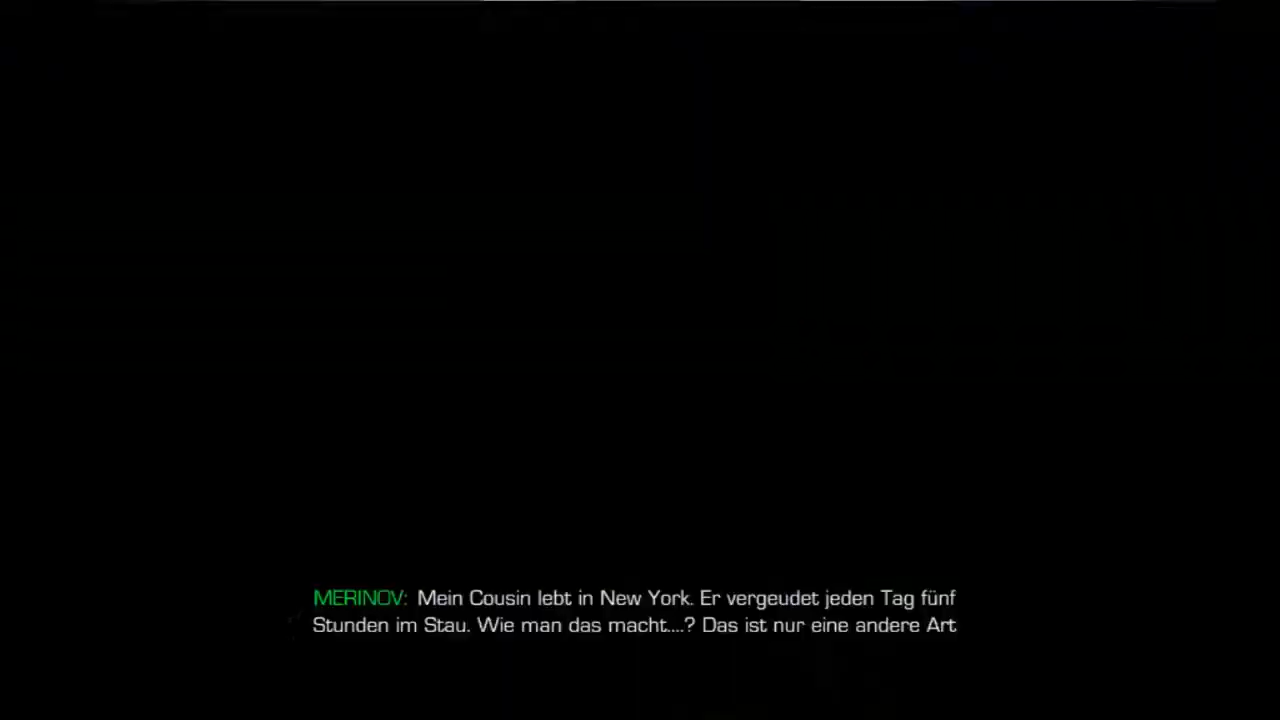 MERINOV: Mein Cousin lebt in New York. Er vergeudet jeden Tag fünf
Stunden im Stau. Wie man das macht....? Das ist nur eine andere Art